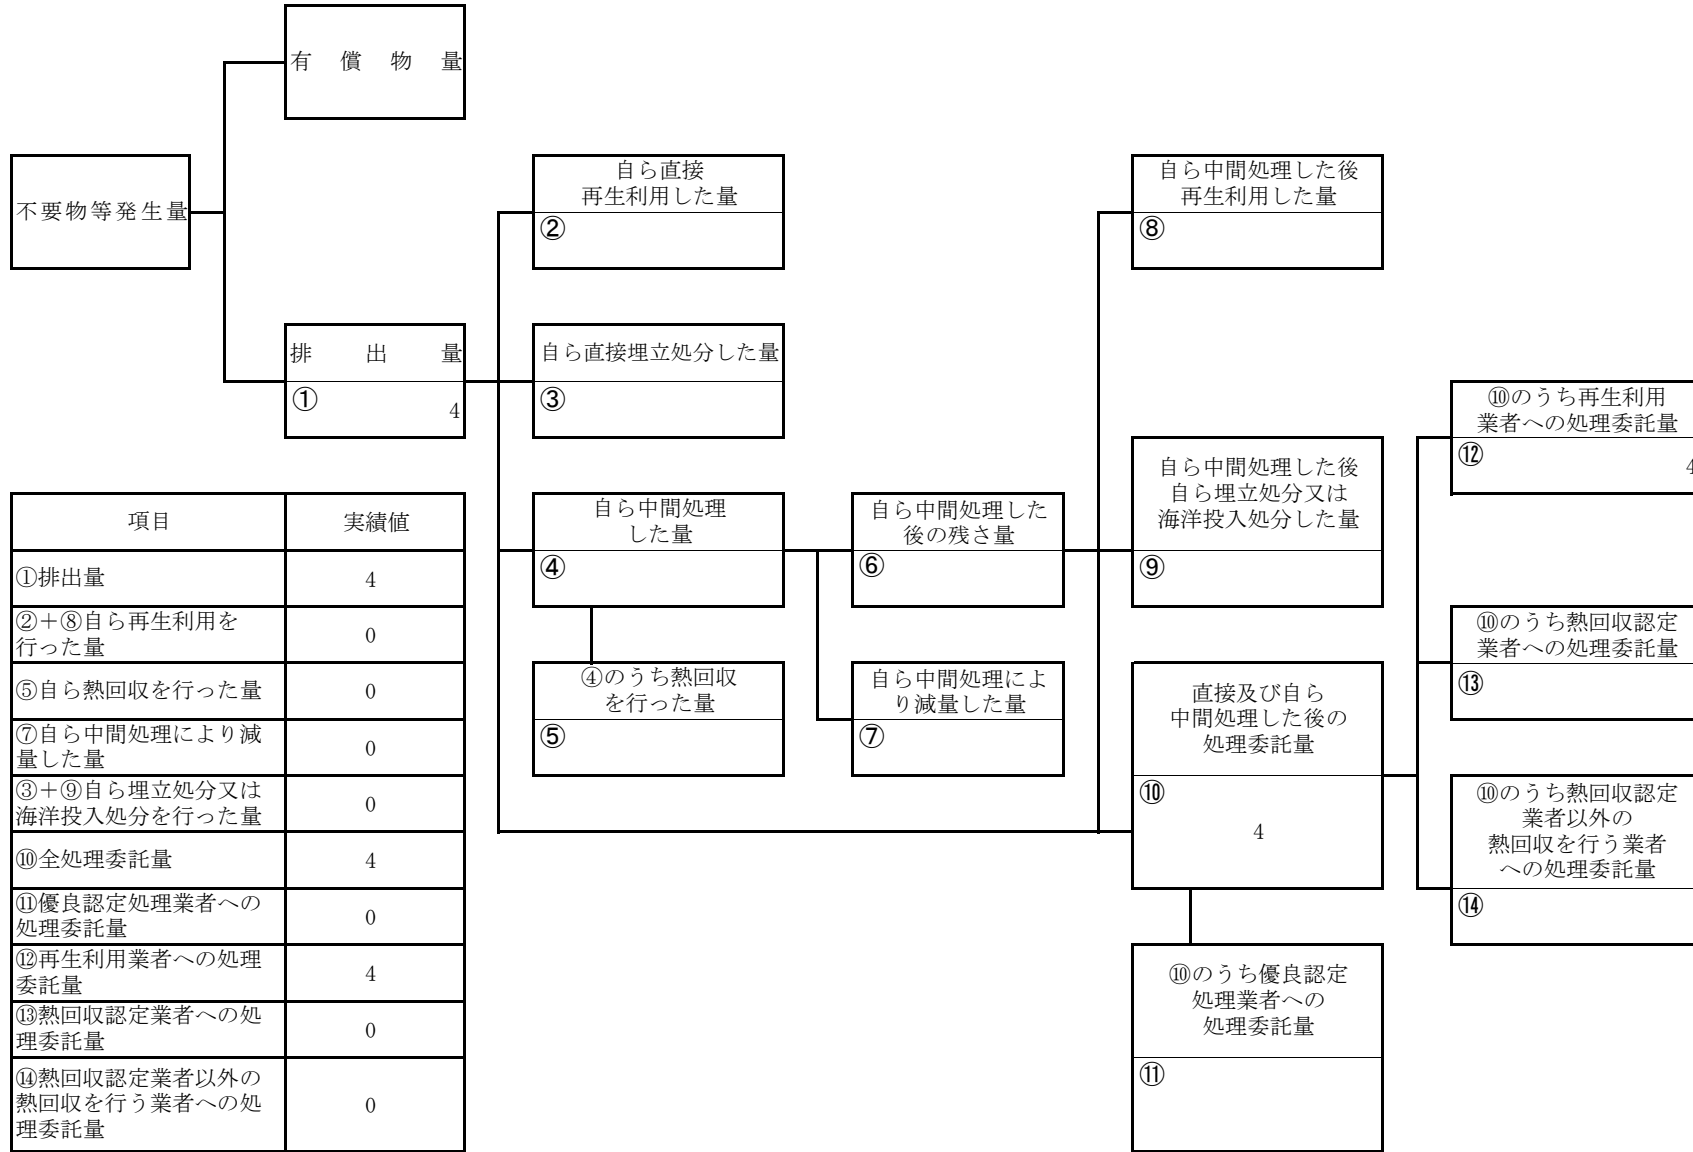 有償物量
不要物等発生量
自ら直接
再生利用した量
②
自ら中間処理した後
再生利用した量
⑧
排出量
①
4
自ら直接埋立処分した量
③
⑩のうち再生利用
業者への処理委託量
⑫
4
自ら中間処理
した量
④
自ら中間処理した
後の残さ量
⑥
自ら中間処理した後
自ら埋立処分又は
海洋投入処分した量
⑨
④のうち熱回収
を行った量
⑤
自ら中間処理によ
り減量した量
⑦
直接及び自ら
中間処理した後の
処理委託量
⑩
4
⑩のうち熱回収認定
業者への処理委託量
⑬
⑩のうち熱回収認定
業者以外の
熱回収を行う業者
への処理委託量
⑭
⑩のうち優良認定
処理業者への
処理委託量
⑪
項目 実績値
①排出量 4
②+⑧自ら再生利用を
行った量 0
⑤自ら熱回収を行った量 0
⑦自ら中間処理により減
量した量 0
③+⑨自ら埋立処分又は
海洋投入処分を行った量 0
⑩全処理委託量 4
⑪優良認定処理業者への
処理委託量 0
⑫再生利用業者への処理
委託量 4
⑬熱回収認定業者への処
理委託量 0
⑭熱回収認定業者以外の
熱回収を行う業者への処
理委託量 0